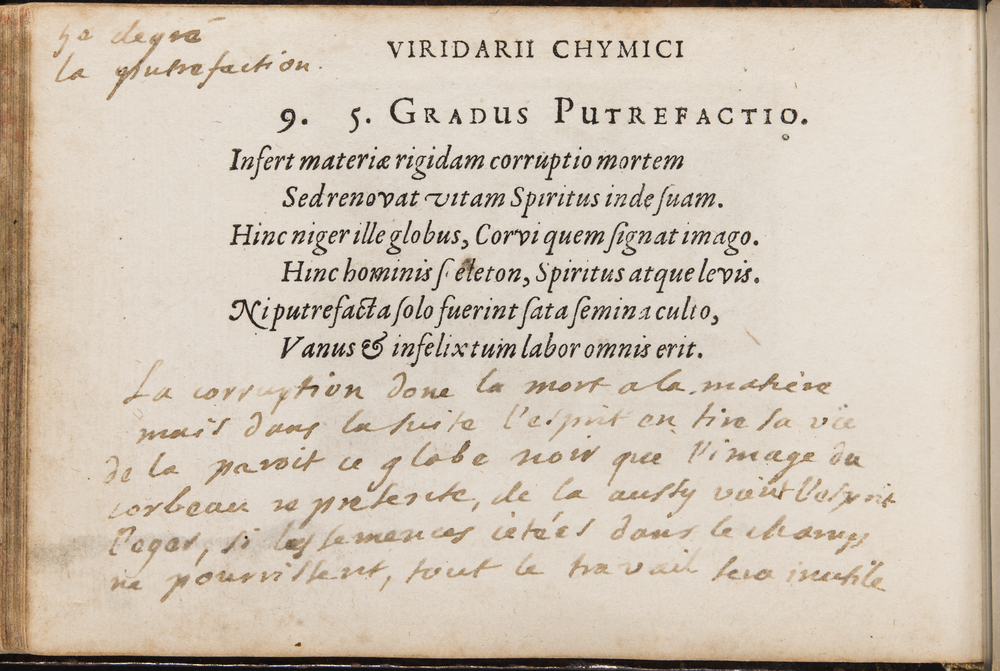 5e degré
la putrefaction.
VIRIDARII CHYMICI
9. 5. GRADUS PUTREFACTIO.
Infert materiæ rigidam corruptio mortem
Sed renovat vitam Spiritus inde ſuam.
Hinc niger ille globus, Corvi quem ſignat imago.
Hinc hominis ſ eleton, Spiritus atque levis.
Ni putrefacta ſolo fuerint ſata ſemina culto,
Vanus & infelix tum labor omnis erit.
La corruption done la mort a la matiére
mais dans la suite l'esprit en tire sa vie
de la paroit ce globe noir que l'image du
corbeau represente, de la aussy vient l'esprit
leger, si les semences jetées dans le champ
ne pourrissent, tout le travail sera inutile